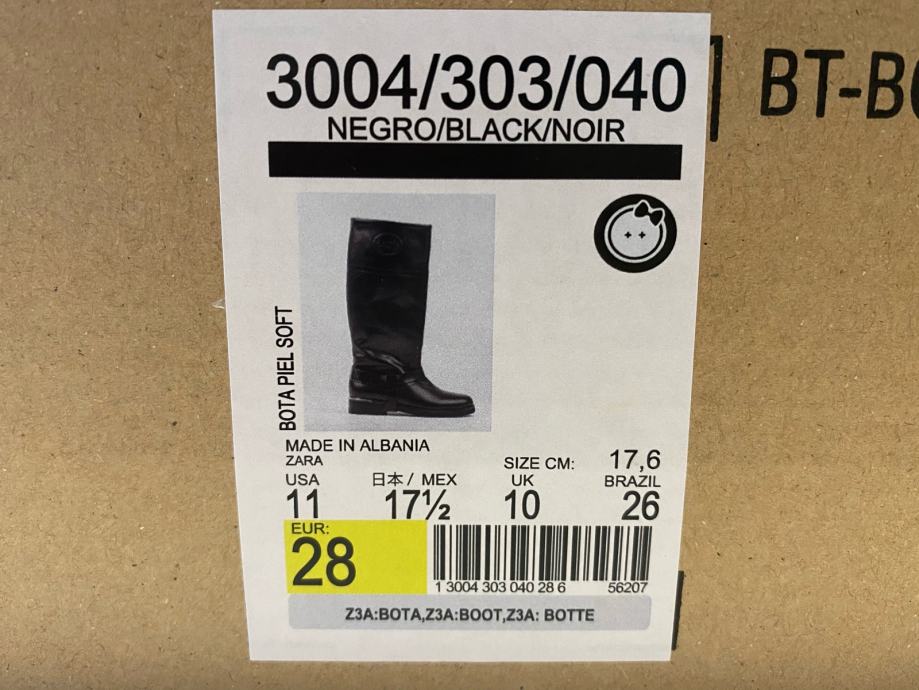 3004/303/040
NEGRO/BLACK/NOIR
BT-BO
BOTA PIEL SOFT
MADE IN ALBANIA
ZARA
SIZE CM: 17,6
USA 日本 / MEX UK BRAZIL
11 17½ 10 26
EUR:
28
1 3004 303 040 28 6 56207
Z3A:BOTA,Z3A:BOOT,Z3A: BOTTE